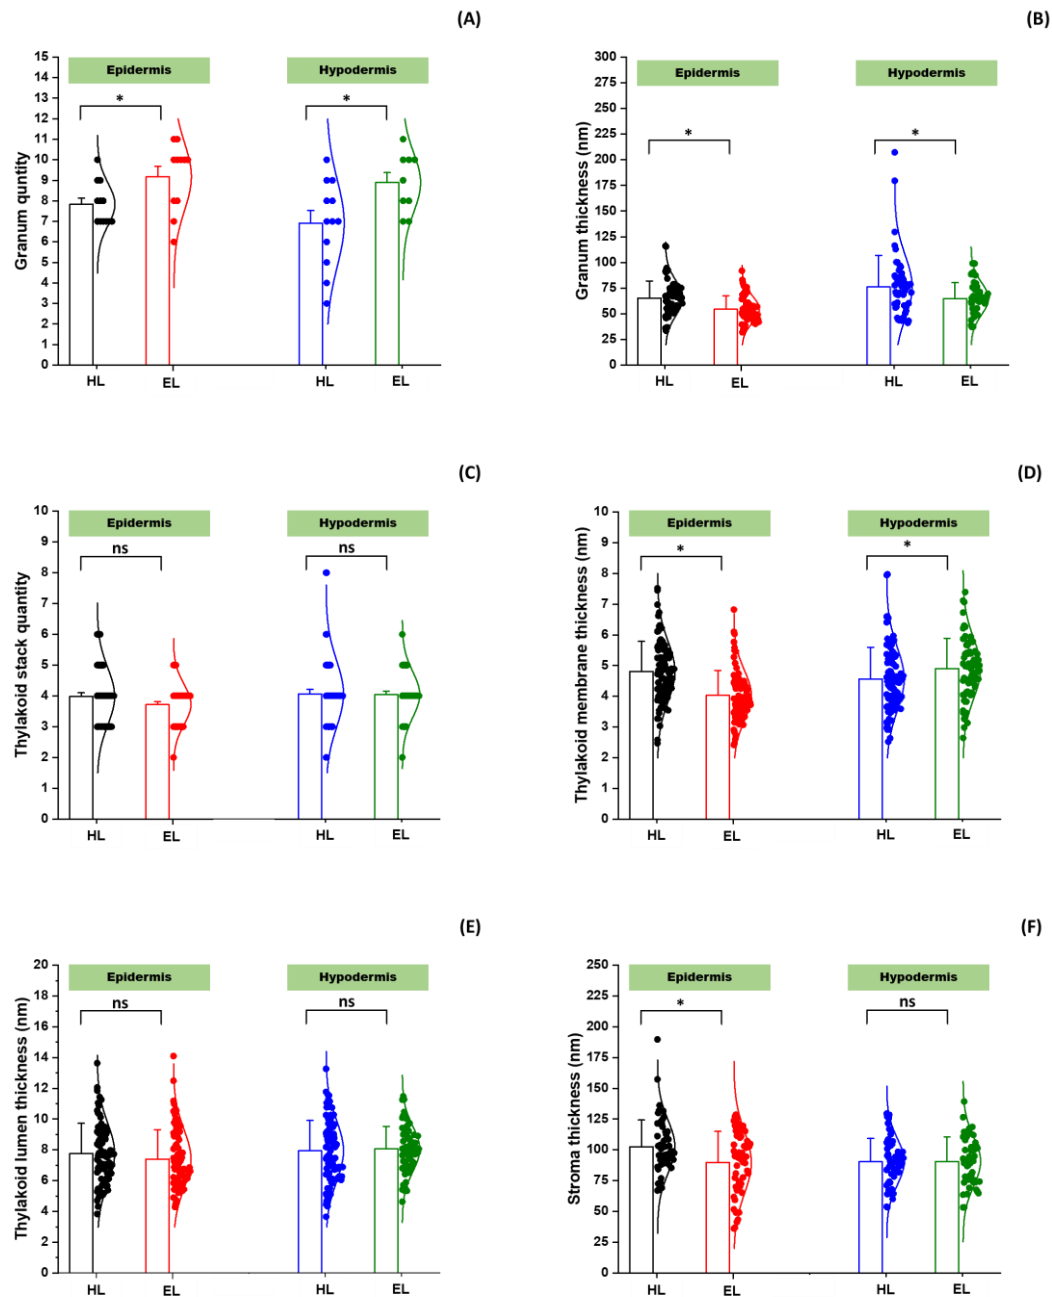 (A)
Granum quntity
15
14
13
12
11
10
9
8
7
6
5
4
3
2
1
0
Epidermis
Hypodermis
*
*
HL
EL
HL
EL
(B)
Granum thickness (nm)
300
275
250
225
200
175
150
125
100
75
50
25
0
Epidermis
Hypodermis
*
*
HL
EL
HL
EL
(C)
Thylakoid stack quantity
10
9
8
7
6
5
4
3
2
1
0
Epidermis
Hypodermis
ns
ns
HL
EL
HL
EL
(D)
Thylakoid membrane thickness (nm)
10
9
8
7
6
5
4
3
2
1
0
Epidermis
Hypodermis
*
*
HL
EL
HL
EL
(E)
Thylakoid lumen thickness (nm)
20
18
16
14
12
10
8
6
4
2
0
Epidermis
Hypodermis
ns
ns
HL
EL
HL
EL
(F)
Stroma thickness (nm)
250
225
200
175
150
125
100
75
50
25
0
Epidermis
Hypodermis
*
ns
HL
EL
HL
EL